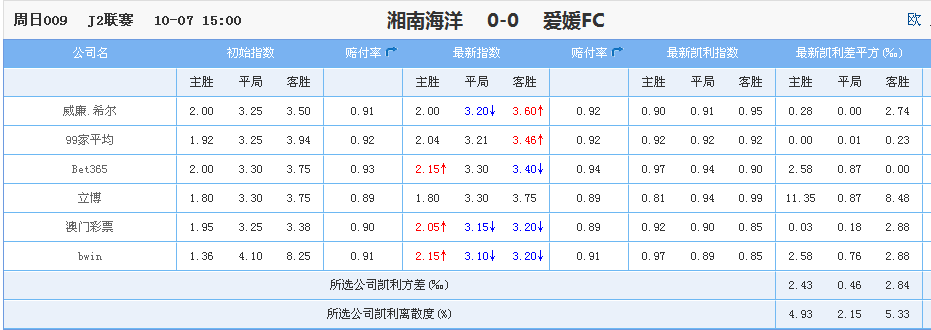 周日009 J2联赛 10-07 15:00 湘南海洋 0-0 爱媛FC 欧
公司名 初始指数 赔付率 最新指数 赔付率 最新凯利指数 最新凯利差平方(‰)
主胜 平局 客胜 主胜 平局 客胜 主胜 平局 客胜 主胜 平局 客胜
威廉.希尔 2.00 3.25 3.50 0.91 2.00 3.20↓ 3.60↑ 0.92 0.90 0.91 0.95 0.28 0.00 2.74
99家平均 1.92 3.25 3.94 0.92 2.04 3.21 3.46↑ 0.92 0.92 0.92 0.92 0.00 0.01 0.23
Bet365 2.00 3.30 3.75 0.93 2.15↑ 3.30 3.40↓ 0.94 0.97 0.94 0.90 2.58 0.87 0.00
立博 1.80 3.30 3.75 0.89 1.80 3.30 3.75 0.89 0.81 0.94 0.99 11.35 0.87 8.48
澳门彩票 1.95 3.25 3.38 0.90 2.05↑ 3.15↓ 3.20↓ 0.89 0.92 0.90 0.85 0.03 0.18 2.88
bwin 1.36 4.10 8.25 0.91 2.15↑ 3.10↓ 3.20↓ 0.91 0.97 0.89 0.85 2.58 0.76 2.88
所选公司凯利方差(‰) 2.43 0.46 2.84
所选公司凯利离散度(%) 4.93 2.15 5.33